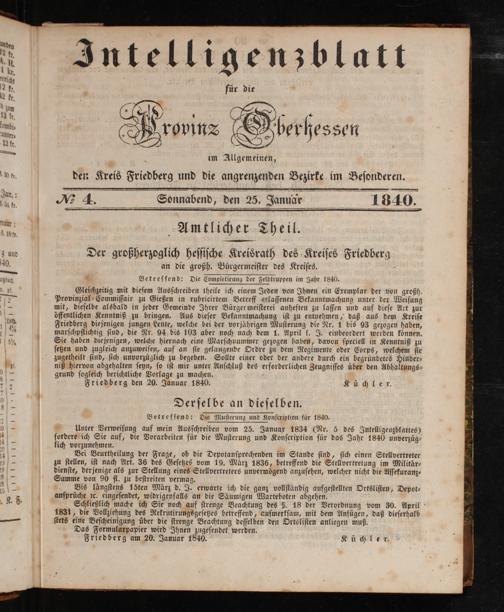 Intelligenzblatt
für die
Provinz Oberhessen
im Allgemeinen,
den Kreis Friedberg und die angrenzenden Bezirke im Besonderen.
№ 4. Sonnabend, den 25. Januar 1840.
Amtlicher Theil.
Der großherzoglich hessische Kreisrath des Kreises Friedberg
an die großh. Bürgermeister des Kreises.
Betreffend: Die Completierung der Feldtruppen im Jahr 1840.
Gleichzeitig mit diesem Ausschreiben theile ich einem Jeden von Ihnen ein Exemplar der von großh.
Provinzial-Commissair zu Giesen in rubricirtem Betreff erlassenen Bekanntmachung unter der Weisung
mit, dieselbe alsbald in jeder Gemeinde Ihrer Bürgermeisterei anheften zu lassen und auf diese Art zur
öffentlichen Kenntniß zu bringen. Aus dieser Bekanntmachung ist zu entnehmen, daß aus dem Kreise
Friedberg diejenigen jungen Leute, welche bei der vorjährigen Musterung die Nr. 1 bis 93 gezogen haben,
marschpflichtig sind, die Nr. 94 bis 103 aber noch nach dem 1. April l. J. einbeordert werden können.
Sie haben diejenigen, welche hiernach eine Marschnummer gezogen haben, davon speciell in Kenntniß zu
setzen und zugleich anzuweisen, auf an sie gelangende Ordre zu den Regimente oder Corps, welchem sie
zugetheilt sind, sich unverzüglich zu begeben. Sollte einer oder der andere durch ein begründetes Hinder-
niß hiervon abgehalten seyn, so ist mir unter Anschluß des erforderlichen Zeugnisses über den Abhaltungs-
grund sogleich berichtliche Vorlage zu machen.
Friedberg den 20. Januar 1840. Küchler.
Derselbe an dieselben.
Betreffend: Die Musterung und Konscription für 1840.
Unter Verweisung auf mein Ausschreiben vom 25. Januar 1834 (Nr. 5 des Intelligenzblattes)
fordere ich Sie auf, die Vorarbeiten für die Musterung und Konscription für das Jahr 1840 unverzüg-
lich vorzunehmen.
Bei Beurtheilung der Frage, ob die Depotansprechenden im Stande sind, sich einen Stellvertreter
zu stellen, ist nach Art. 36 des Gesetzes vom 19. März 1836, betreffend die Stellvertretung im Militär-
dienste, derjenige als zur Stellung eines Stellvertreters unvermögend anzusehen, welcher nicht die Assekuranz-
Summe von 90 fl. zu bestreiten vermag.
Bis längstens 15ten März d. J. erwarte ich die ganz vollständig aufgestellten Ortslisten, Depot-
ansprüche ꝛc. eingesendet, widrigenfalls an die Säumigen Warteboten abgehen.
Schließlich mache ich Sie noch auf strenge Beachtung des §. 18 der Verordnung vom 30. April
1831, die Vollziehung des Rekrutirungsgesetzes betreffend, aufmerksam, mit dem Anfügen, daß dieserhalb
stets eine Bescheinigung über die strenge Beachtung desselben den Ortslisten anliegen muß.
Das Formularpapier wird Ihnen zugesendet werden.
Friedberg am 20. Januar 1840. Küchler.